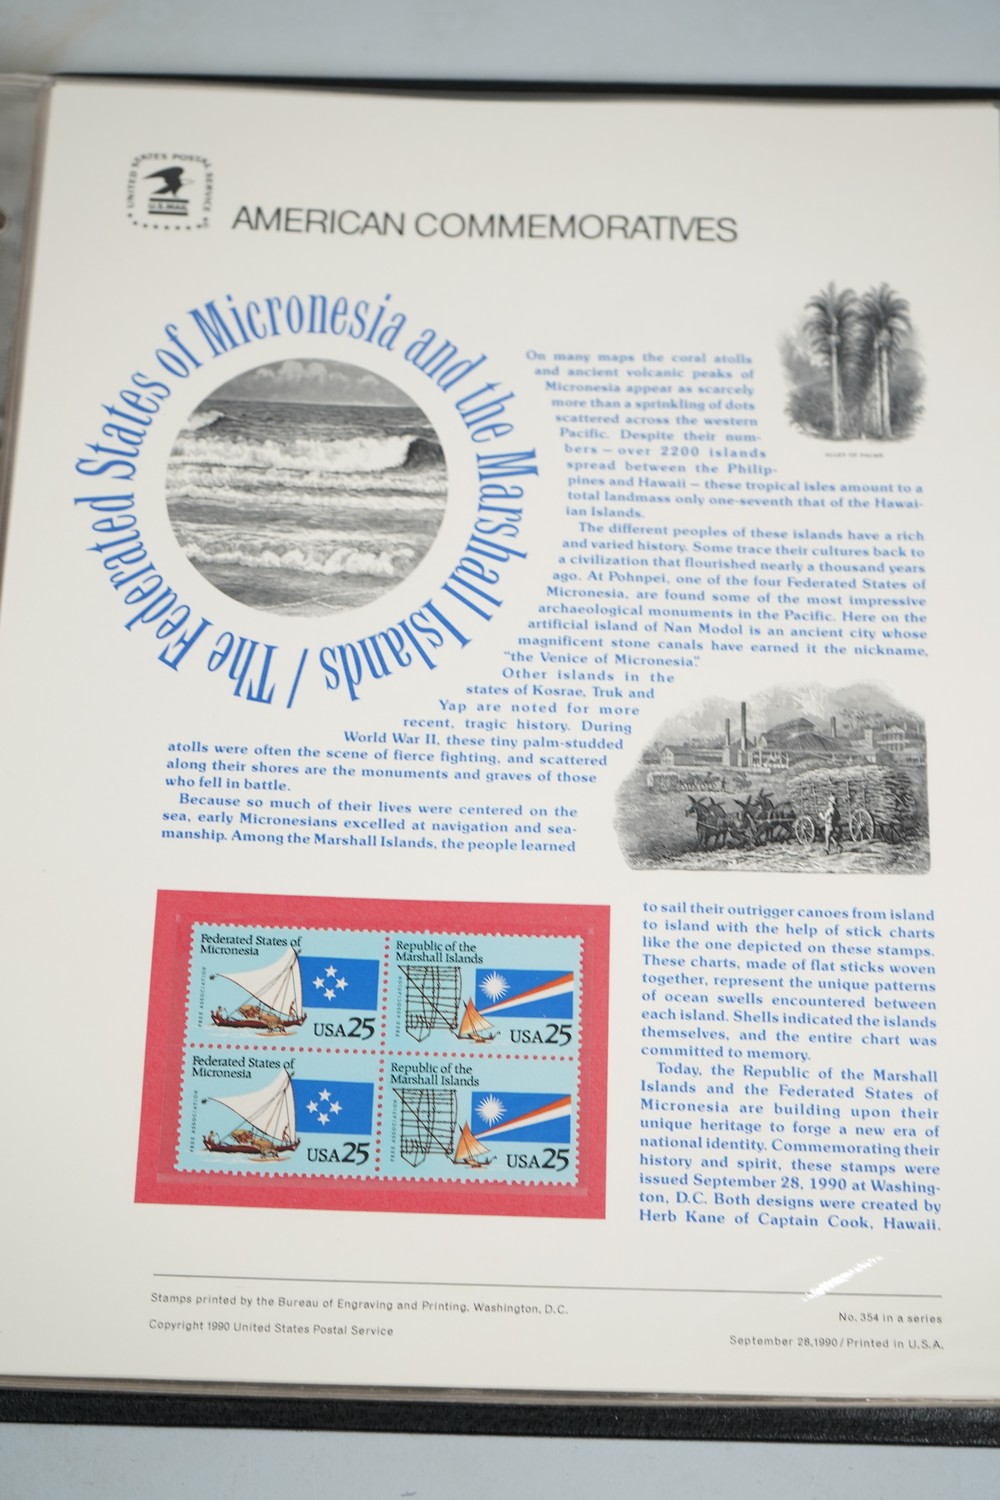 UNITED STATES POSTAL SERVICE
U.S.MAIL
AMERICAN COMMEMORATIVES
The Federated States of Micronesia and the Marshall Islands /
On many maps the coral atolls
and ancient volcanic peaks of
Micronesia appear as scarcely
more than a sprinkling of dots
scattered across the western
Pacific. Despite their num-
bers – over 2200 islands
spread between the Philip-
pines and Hawaii – these tropical isles amount to a
total landmass only one-seventh that of the Hawai-
ian Islands.
The different peoples of these islands have a rich
and varied history. Some trace their cultures back to
a civilization that flourished nearly a thousand years
ago. At Pohnpei, one of the four Federated States of
Micronesia, are found some of the most impressive
archaeological monuments in the Pacific. Here on the
artificial island of Nan Modol is an ancient city whose
magnificent stone canals have earned it the nickname,
"the Venice of Micronesia."
Other islands in the
states of Kosrae, Truk and
Yap are noted for more
recent, tragic history. During
World War II, these tiny palm-studded
atolls were often the scene of fierce fighting, and scattered
along their shores are the monuments and graves of those
who fell in battle.
Because so much of their lives were centered on the
sea, early Micronesians excelled at navigation and sea-
manship. Among the Marshall Islands, the people learned
ALLEY OF PALMS
to sail their outrigger canoes from island
to island with the help of stick charts
like the one depicted on these stamps.
These charts, made of flat sticks woven
together, represent the unique patterns
of ocean swells encountered between
each island. Shells indicated the islands
themselves, and the entire chart was
committed to memory.
Today, the Republic of the Marshall
Islands and the Federated States of
Micronesia are building upon their
unique heritage to forge a new era of
national identity. Commemorating their
history and spirit, these stamps were
issued September 28, 1990 at Washing-
ton, D.C. Both designs were created by
Herb Kane of Captain Cook, Hawaii.
Federated States of
Micronesia
FREE ASSOCIATION
USA25
Republic of the
Marshall Islands
FREE ASSOCIATION
USA25
Federated States of
Micronesia
FREE ASSOCIATION
USA25
Republic of the
Marshall Islands
FREE ASSOCIATION
USA25
Stamps printed by the Bureau of Engraving and Printing, Washington, D.C.
Copyright 1990 United States Postal Service
No. 354 in a series
September 28, 1990/Printed in U.S.A.